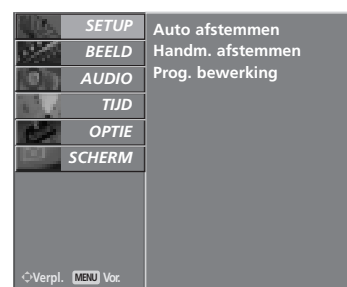 SETUP
BEELD
AUDIO
TIJD
OPTIE
SCHERM
Auto afstemmen
Handm. afstemmen
Prog. bewerking
Verpl. MENU Vor.